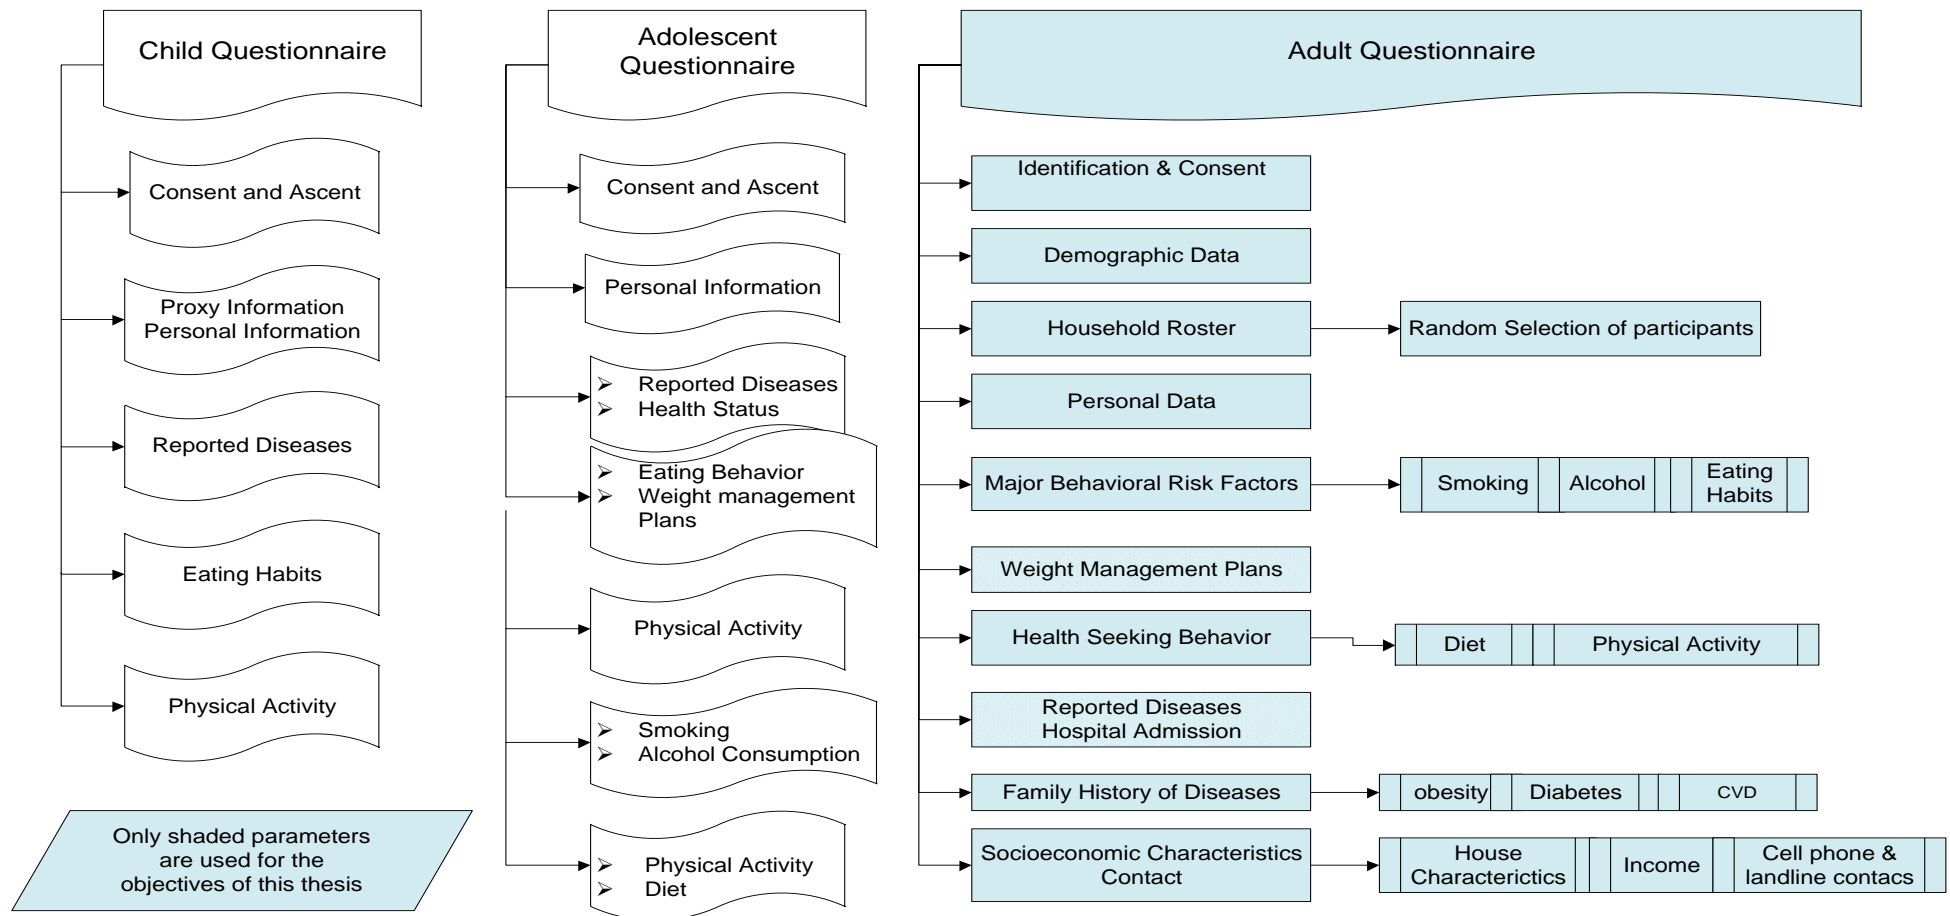 Child Questionnaire
Consent and Ascent
Proxy Information
Personal Information
Reported Diseases
Eating Habits
Physical Activity
Only shaded parameters
are used for the
objectives of this thesis
Adolescent
Questionnaire
Consent and Ascent
Personal Information
➢ Reported Diseases
➢ Health Status
➢ Eating Behavior
➢ Weight management
Plans
Physical Activity
➢ Smoking
➢ Alcohol Consumption
➢ Physical Activity
➢ Diet
Adult Questionnaire
Identification & Consent
Demographic Data
Household Roster
Random Selection of participants
Personal Data
Major Behavioral Risk Factors
Smoking
Alcohol
Eating
Habits
Weight Management Plans
Health Seeking Behavior
Diet
Physical Activity
Reported Diseases
Hospital Admission
Family History of Diseases
obesity
Diabetes
CVD
Socioeconomic Characteristics
Contact
House
Characterictics
Income
Cell phone &
landline contacs